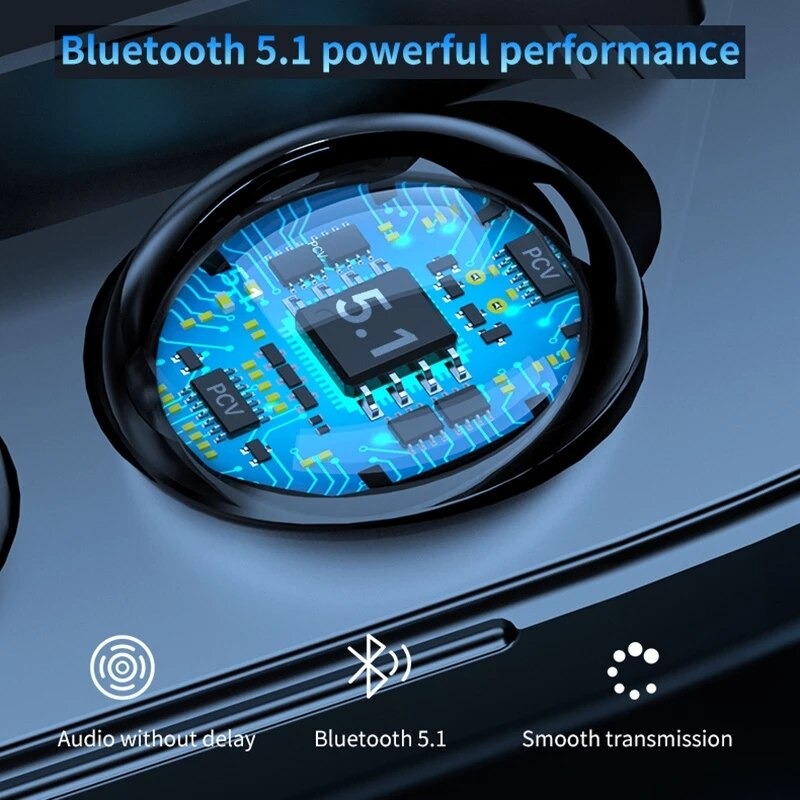 Bluetooth 5.1 powerful performance
PCV
PCV
5.1
PCV
Audio without delay
Bluetooth 5.1
Smooth transmission